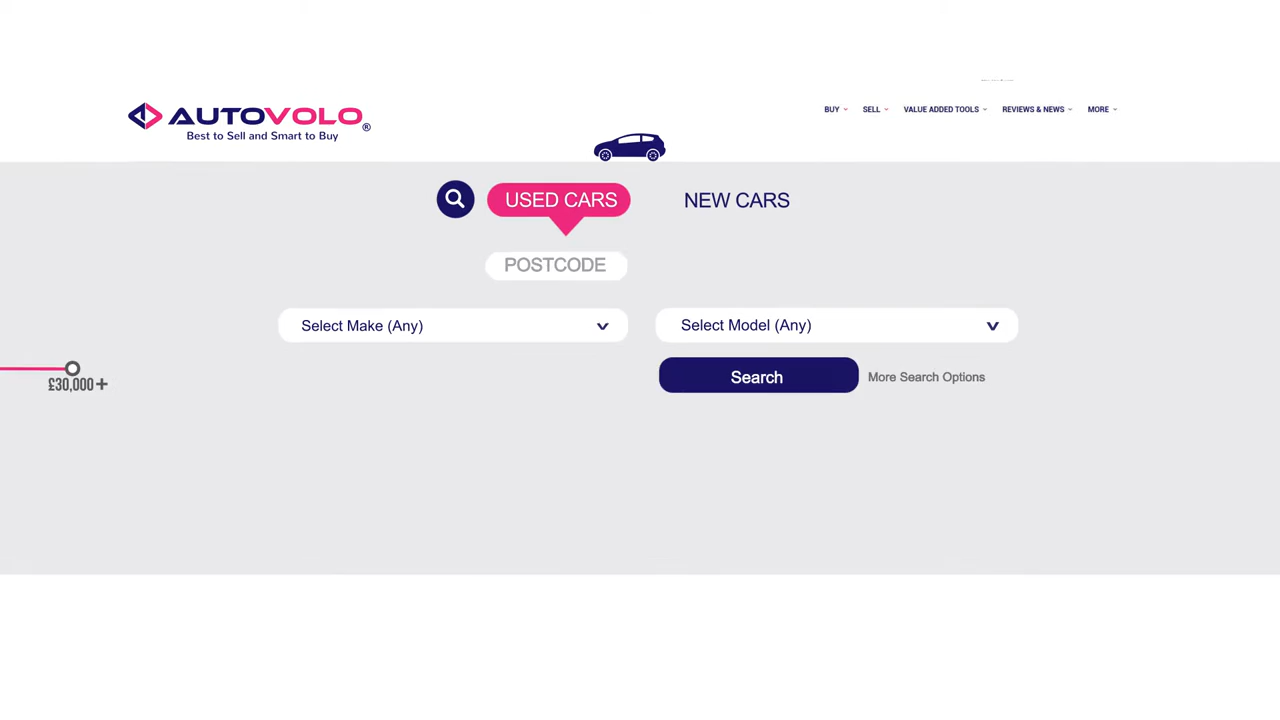 AUTOVOLO®
Best to Sell and Smart to Buy
BUY SELL VALUE ADDED TOOLS REVIEWS & NEWS MORE
USED CARS NEW CARS
POSTCODE
Select Make (Any) Select Model (Any)
£30,000+
Search More Search Options